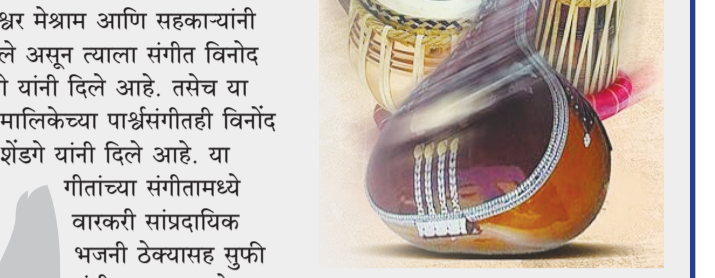 श्वर मेश्राम आणि सहकाऱ्यांनी
ले असून त्याला संगीत विनोद
यांनी दिले आहे. तसेच या
मालिकेच्या पार्श्वसंगीतही विनोद
शेंडगे यांनी दिले आहे. या
गीतांच्या संगीतामध्ये
वारकरी सांप्रदायिक
भजनी ठेक्यासह सुफी